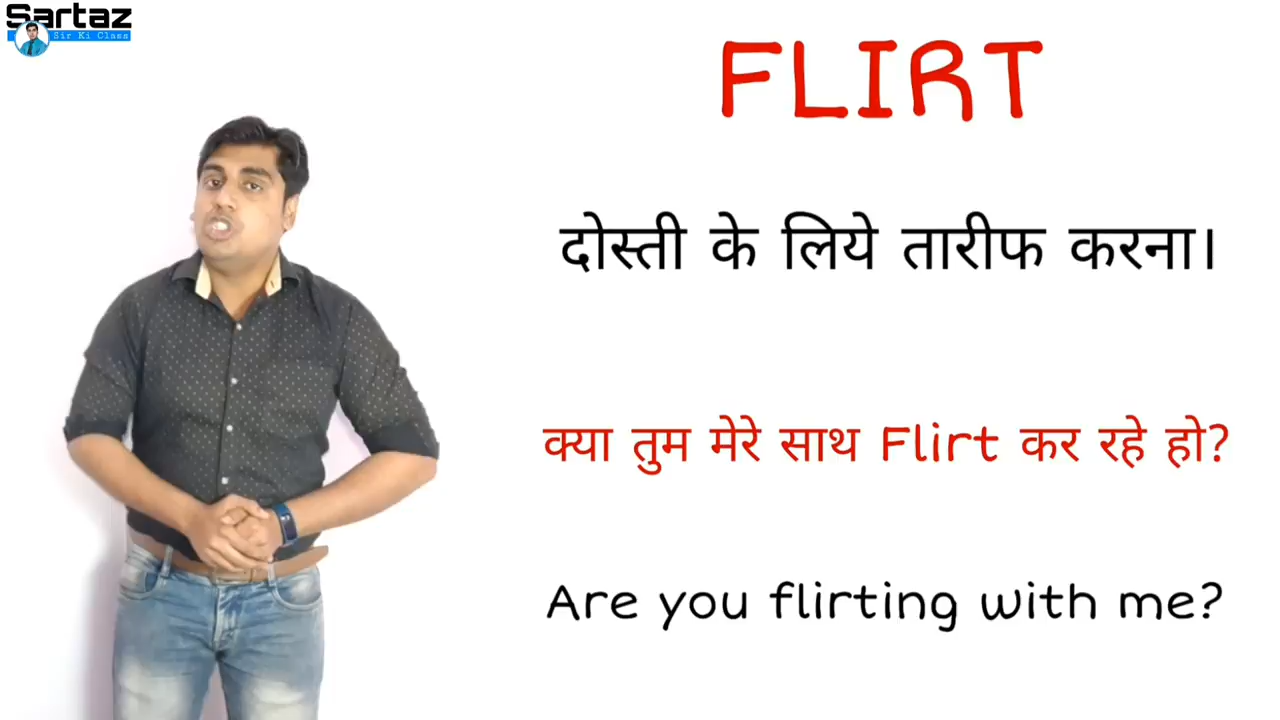 Sartaz
Sir Ki Class
FLIRT
दोस्ती के लिये तारीफ करना।
क्या तुम मेरे साथ Flirt कर रहे हो?
Are you flirting with me?